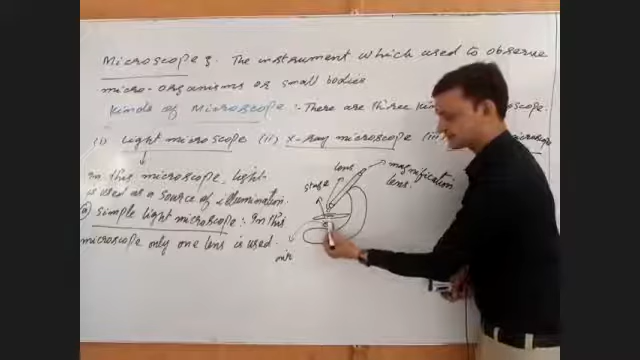 Microscope :- The instrument which used to observe
micro-organisms or small bodies
Kinds of Microscope :- There are three kin
(i) Light microscope (ii) X-ray microscope (iii)
In this microscope, light
is used as a source of illumination.
(a) Simple light microscope :- In this
microscope only one lens is used.
lens
magnification
lens.
stage
mir